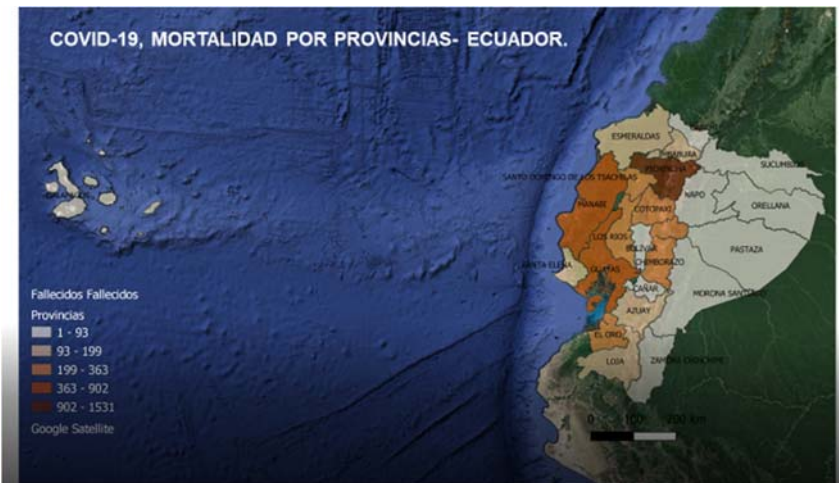 COVID-19, MORTALIDAD POR PROVINCIAS- ECUADOR.
ESMERALDAS
IMBABURA
SUCUMBIOS
PICHINCHA
SANTO DOMINGO DE LOS TSACHILAS
NAPO
ORELLANA
MANABI
COTOPAXI
LOS RIOS
BOLIVAR
PASTAZA
SANTA ELENA
CHIMBORAZO
GUAYAS
CAÑAR
MORONA SANTIAGO
AZUAY
EL ORO
LOJA
ZAMORA CHINCHIPE
Fallecidos Fallecidos
Provincias
1 - 93
93 - 199
199 - 363
363 - 902
902 - 1531
Google Satellite
0 100 200 km